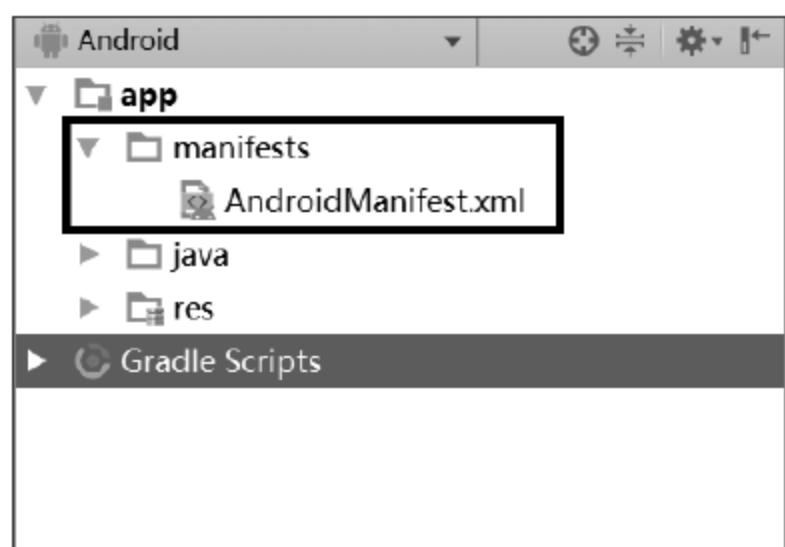 Android
app
manifests
AndroidManifest.xml
java
res
Gradle Scripts